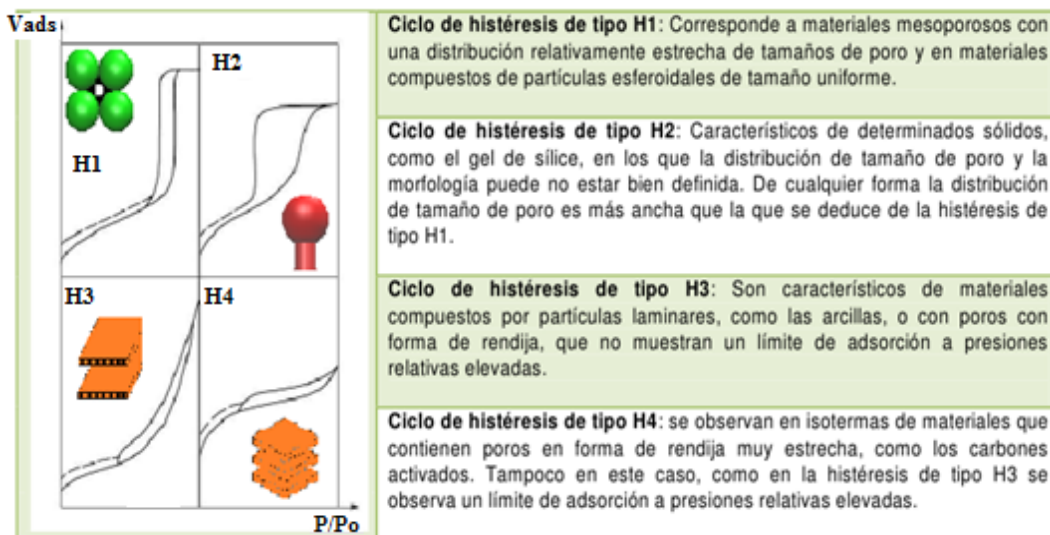 Vads
H1
H2
H3
H4
P/Po
Ciclo de histéresis de tipo H1: Corresponde a materiales mesoporosos con
una distribución relativamente estrecha de tamaños de poro y en materiales
compuestos de partículas esferoidales de tamaño uniforme.
Ciclo de histéresis de tipo H2: Característicos de determinados sólidos,
como el gel de sílice, en los que la distribución de tamaño de poro y la
morfología puede no estar bien definida. De cualquier forma la distribución
de tamaño de poro es más ancha que la que se deduce de la histéresis de
tipo H1.
Ciclo de histéresis de tipo H3: Son característicos de materiales
compuestos por partículas laminares, como las arcillas, o con poros con
forma de rendija, que no muestran un límite de adsorción a presiones
relativas elevadas.
Ciclo de histéresis de tipo H4: se observan en isotermas de materiales que
contienen poros en forma de rendija muy estrecha, como los carbones
activados. Tampoco en este caso, como en la histéresis de tipo H3 se
observa un límite de adsorción a presiones relativas elevadas.